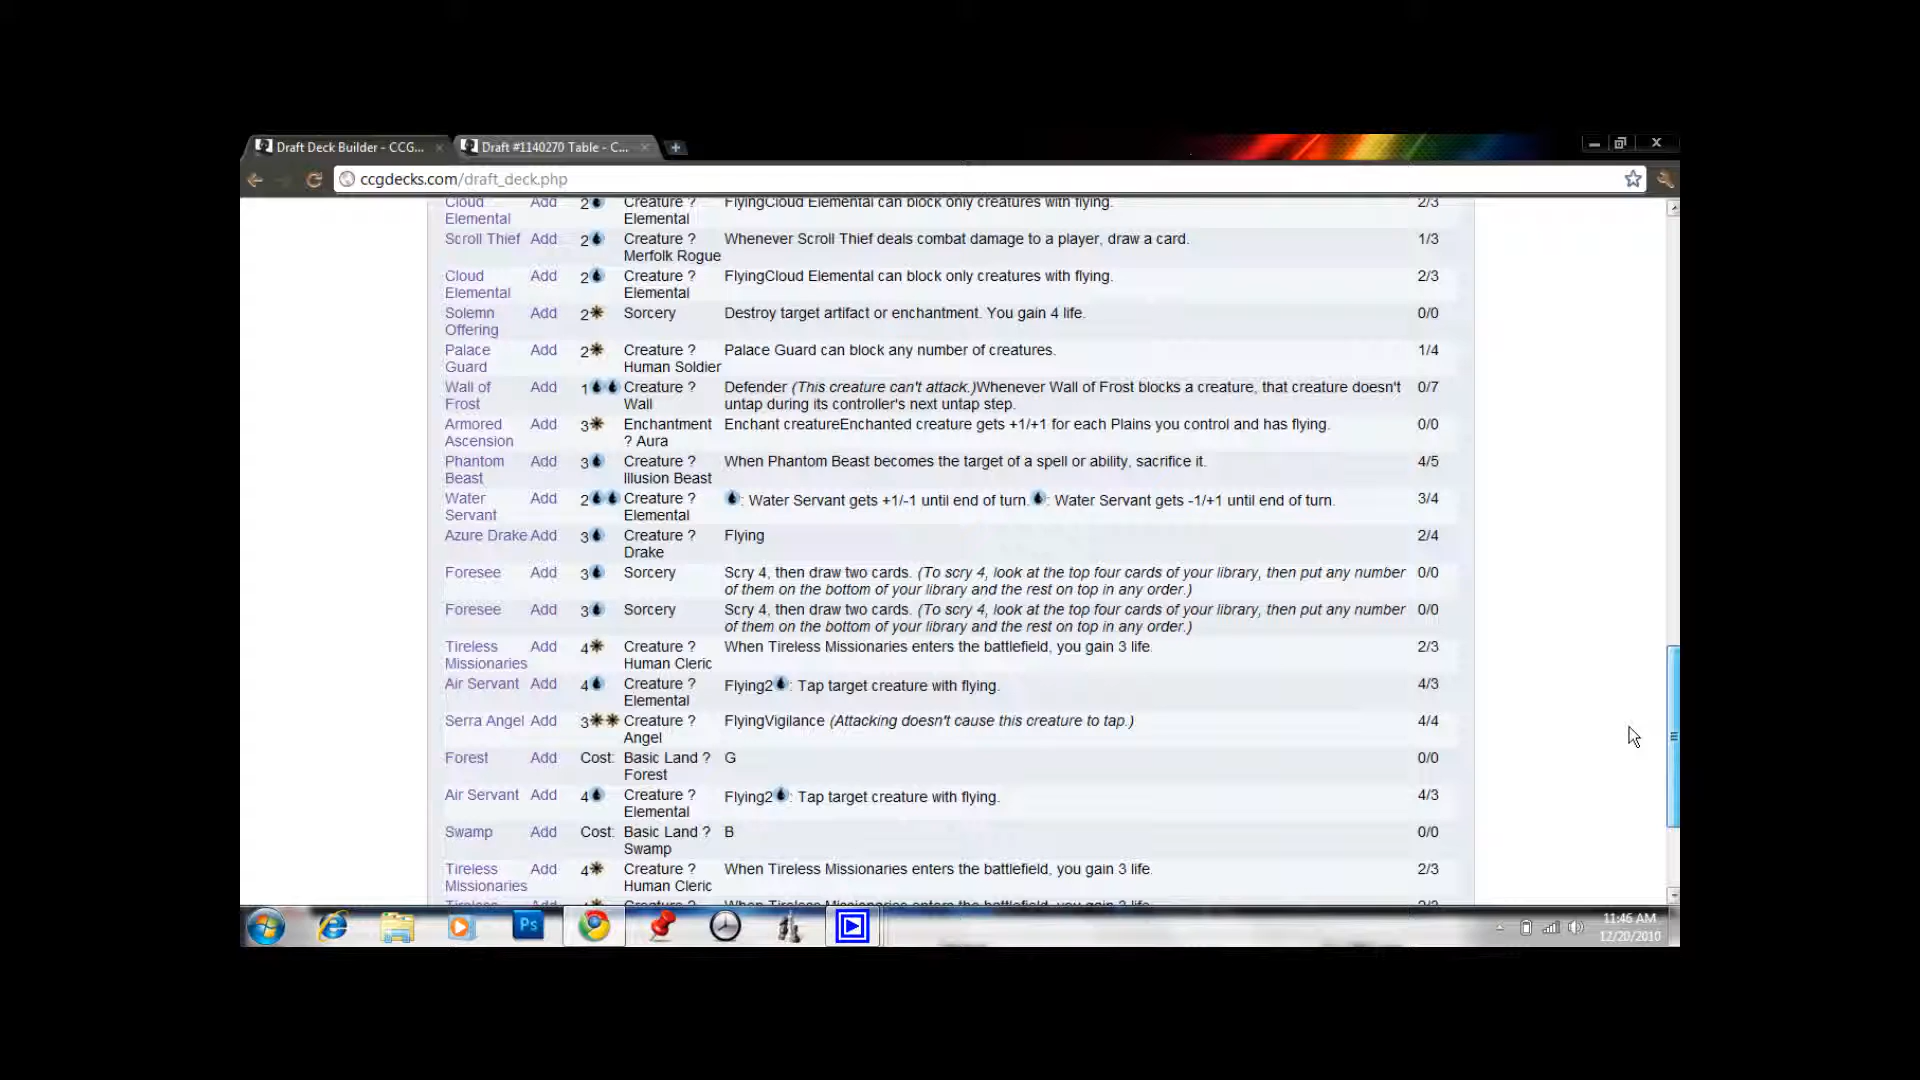 Draft Deck Builder - CCG...
Draft #1140270 Table - C...
ccgdecks.com/draft_deck.php
Cloud Elemental Add 2 Creature ? Elemental FlyingCloud Elemental can block only creatures with flying. 2/3
Scroll Thief Add 2 Creature ? Merfolk Rogue Whenever Scroll Thief deals combat damage to a player, draw a card. 1/3
Cloud Elemental Add 2 Creature ? Elemental FlyingCloud Elemental can block only creatures with flying. 2/3
Solemn Offering Add 2 Sorcery Destroy target artifact or enchantment. You gain 4 life. 0/0
Palace Guard Add 2 Creature ? Human Soldier Palace Guard can block any number of creatures. 1/4
Wall of Frost Add 1 Creature ? Wall Defender (This creature can't attack.)Whenever Wall of Frost blocks a creature, that creature doesn't untap during its controller's next untap step. 0/7
Armored Ascension Add 3 Enchantment ? Aura Enchant creatureEnchanted creature gets +1/+1 for each Plains you control and has flying. 0/0
Phantom Beast Add 3 Creature ? Illusion Beast When Phantom Beast becomes the target of a spell or ability, sacrifice it. 4/5
Water Servant Add 2 Creature ? Elemental : Water Servant gets +1/-1 until end of turn. : Water Servant gets -1/+1 until end of turn. 3/4
Azure Drake Add 3 Creature ? Drake Flying 2/4
Foresee Add 3 Sorcery Scry 4, then draw two cards. (To scry 4, look at the top four cards of your library, then put any number of them on the bottom of your library and the rest on top in any order.) 0/0
Foresee Add 3 Sorcery Scry 4, then draw two cards. (To scry 4, look at the top four cards of your library, then put any number of them on the bottom of your library and the rest on top in any order.) 0/0
Tireless Missionaries Add 4 Creature ? Human Cleric When Tireless Missionaries enters the battlefield, you gain 3 life. 2/3
Air Servant Add 4 Creature ? Elemental Flying2 : Tap target creature with flying. 4/3
Serra Angel Add 3 Creature ? Angel FlyingVigilance (Attacking doesn't cause this creature to tap.) 4/4
Forest Add Cost: Basic Land ? Forest G 0/0
Air Servant Add 4 Creature ? Elemental Flying2 : Tap target creature with flying. 4/3
Swamp Add Cost: Basic Land ? Swamp B 0/0
Tireless Missionaries Add 4 Creature ? Human Cleric When Tireless Missionaries enters the battlefield, you gain 3 life. 2/3
Ps
11:46 AM
12/20/2010